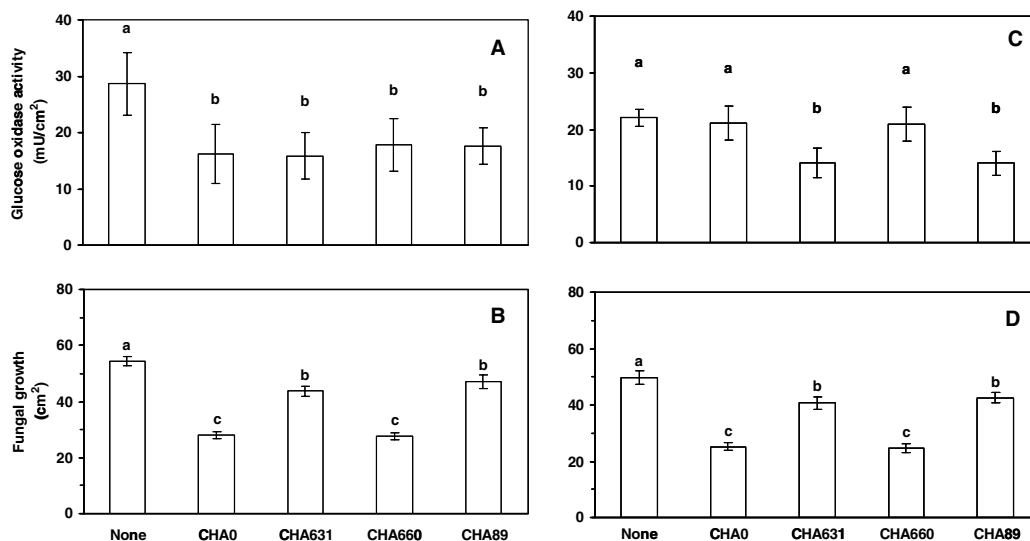 40
30
20
10
0
Glucose oxidase activity
(mU/cm²)
a
b
b
b
b
A
40
30
20
10
0
a
a
b
a
b
C
80
60
40
20
0
Fungal growth
(cm²)
a
c
b
c
b
B
None CHA0 CHA631 CHA660 CHA89
80
60
40
20
0
a
c
b
c
b
D
None CHA0 CHA631 CHA660 CHA89